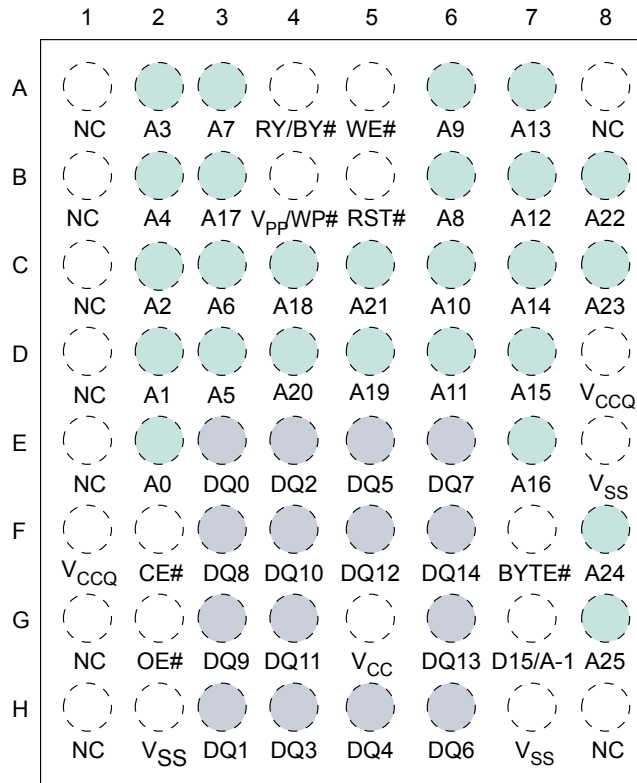 1 2 3 4 5 6 7 8
A
NC A3 A7 RY/BY# WE# A9 A13 NC
B
NC A4 A17 VPP/WP# RST# A8 A12 A22
C
NC A2 A6 A18 A21 A10 A14 A23
D
NC A1 A5 A20 A19 A11 A15 VCCQ
E
NC A0 DQ0 DQ2 DQ5 DQ7 A16 VSS
F
VCCQ CE# DQ8 DQ10 DQ12 DQ14 BYTE# A24
G
NC OE# DQ9 DQ11 VCC DQ13 D15/A-1 A25
H
NC VSS DQ1 DQ3 DQ4 DQ6 VSS NC